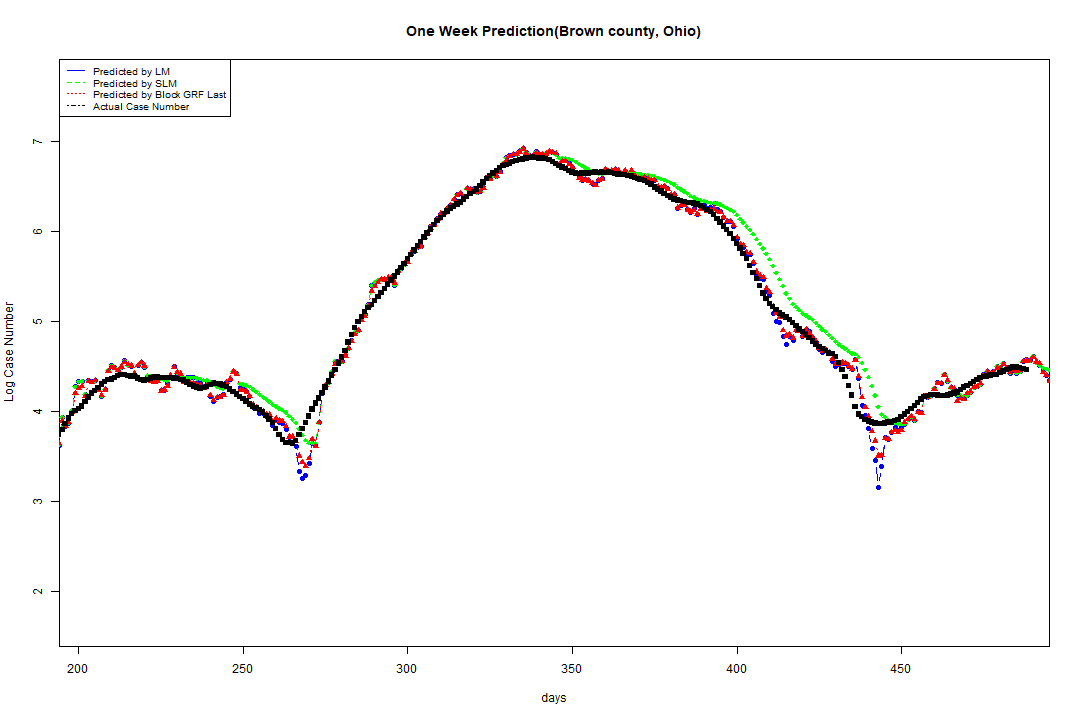 One Week Prediction(Brown county, Ohio)
Predicted by LM
Predicted by SLM
Predicted by Block GRF Last
Actual Case Number
7
6
5
4
3
2
Log Case Number
200 250 300 350 400 450
days